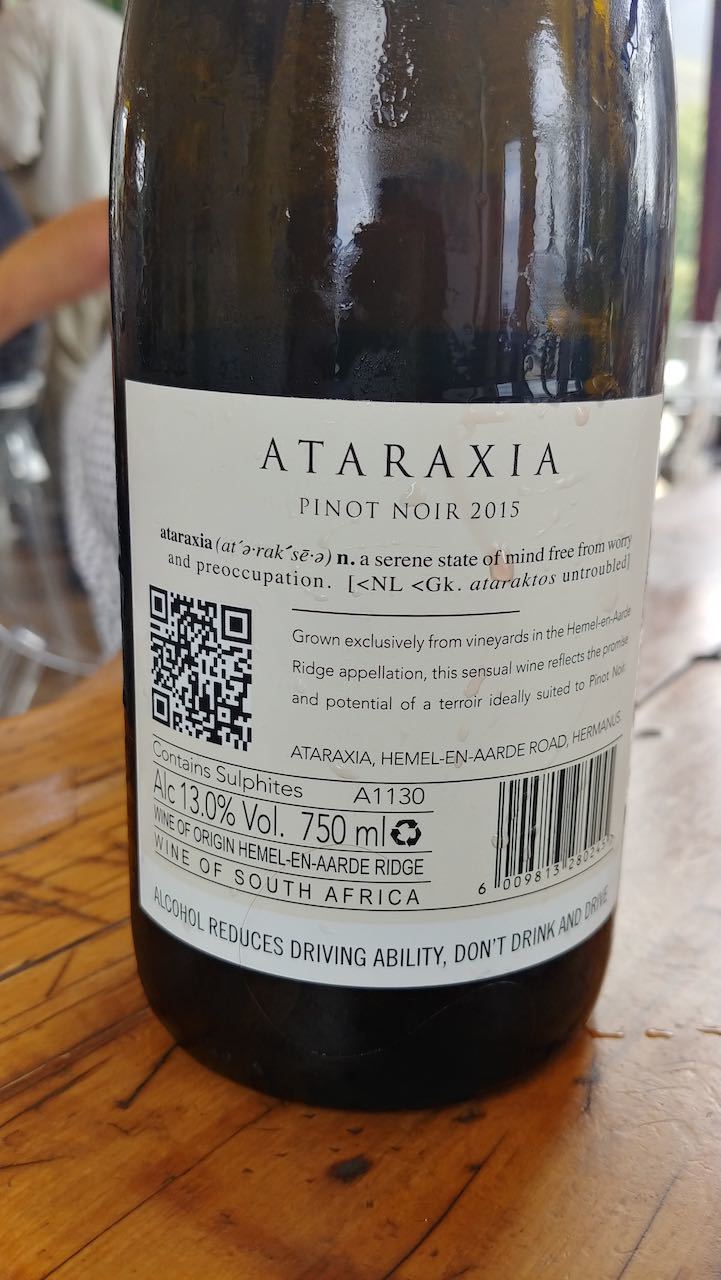 ATARAXIA
PINOT NOIR 2015
ataraxia (at´ə·rak´sē·ə) n. a serene state of mind free from worry
and preoccupation. [<NL <Gk. ataraktos untroubled]
Grown exclusively from vineyards in the Hemel-en-Aarde
Ridge appellation, this sensual wine reflects the promise
and potential of a terroir ideally suited to Pinot Noir.
ATARAXIA, HEMEL-EN-AARDE ROAD, HERMANUS.
Contains Sulphites A1130
Alc 13.0% Vol. 750 ml
WINE OF ORIGIN HEMEL-EN-AARDE RIDGE
WINE OF SOUTH AFRICA
6 009813
ALCOHOL REDUCES DRIVING ABILITY, DON'T DRINK AND DRIVE